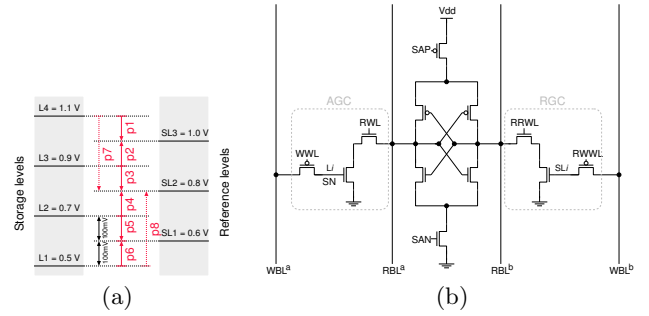 Storage levels
L4 = 1.1 V
L3 = 0.9 V
L2 = 0.7 V
L1 = 0.5 V
p7
p1
p2
p3
p4
p5
p6
p8
100mV
100mV
SL3 = 1.0 V
SL2 = 0.8 V
SL1 = 0.6 V
Reference levels
(a)
Vdd
SAP
AGC
RWL
WWL
Li
SN
RGC
RRWL
RWWL
SLi
SAN
WBLa
RBLa
RBLb
WBLb
(b)